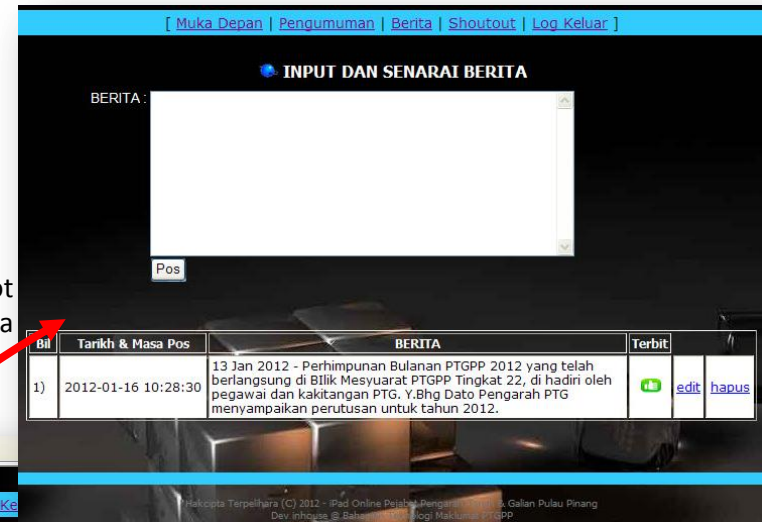 [ Muka Depan | Pengumuman | Berita | Shoutout | Log Keluar ]
INPUT DAN SENARAI BERITA
BERITA :
Pos
Bil Tarikh & Masa Pos BERITA Terbit
1) 2012-01-16 10:28:30 13 Jan 2012 - Perhimpunan Bulanan PTGPP 2012 yang telah
berlangsung di BIlik Mesyuarat PTGPP Tingkat 22, di hadiri oleh
pegawai dan kakitangan PTG. Y.Bhg Dato Pengarah PTG
menyampaikan perutusan untuk tahun 2012. edit hapus
Ke
Hakcipta Terpelihara (C) 2012 - iPad Online Pejabat Galian Pulau Pinang
Dev inhouse @ Maklumat PTGPP